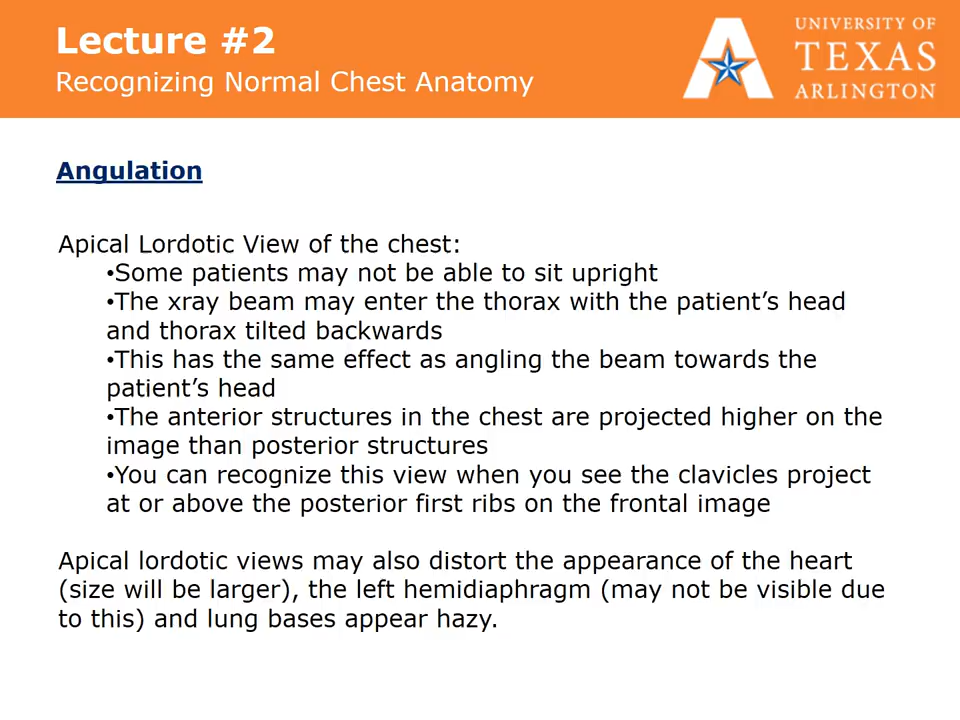 Lecture #2
Recognizing Normal Chest Anatomy
UNIVERSITY OF
TEXAS
ARLINGTON
Angulation
Apical Lordotic View of the chest:
•Some patients may not be able to sit upright
•The xray beam may enter the thorax with the patient’s head
and thorax tilted backwards
•This has the same effect as angling the beam towards the
patient’s head
•The anterior structures in the chest are projected higher on the
image than posterior structures
•You can recognize this view when you see the clavicles project
at or above the posterior first ribs on the frontal image
Apical lordotic views may also distort the appearance of the heart
(size will be larger), the left hemidiaphragm (may not be visible due
to this) and lung bases appear hazy.